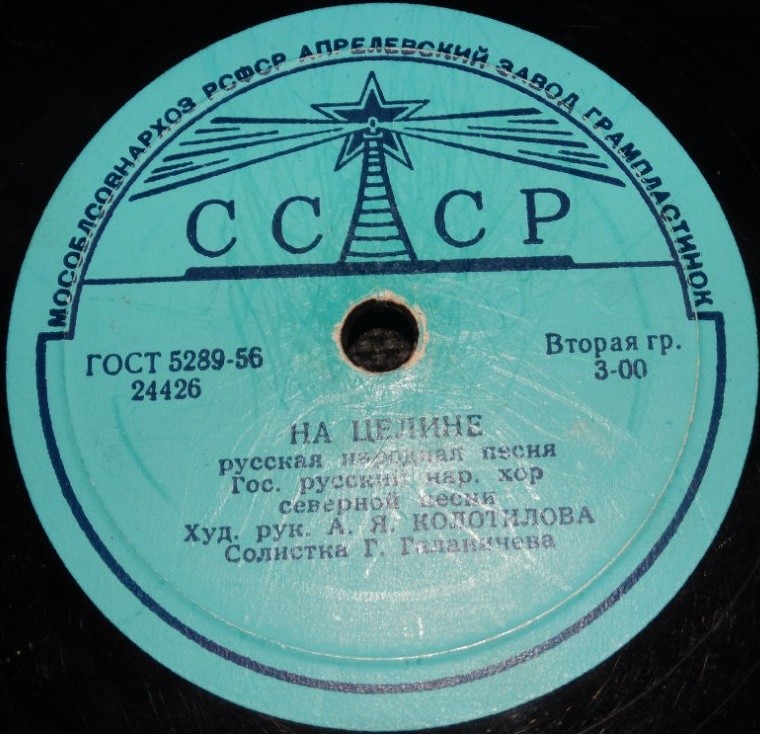 МОСОБЛСОВНАРХОЗ РСФСР АПРЕЛЕВСКИЙ ЗАВОД ГРАМПЛАСТИНОК
СССР
ГОСТ 5289-56
24426
Вторая гр.
3-00
НА ЦЕЛИНЕ
русская народная песня
Гос. русский нар. хор
северной песни
Худ. рук. А. Я. КОЛОТИЛОВА
Солистка Г. Галаничева